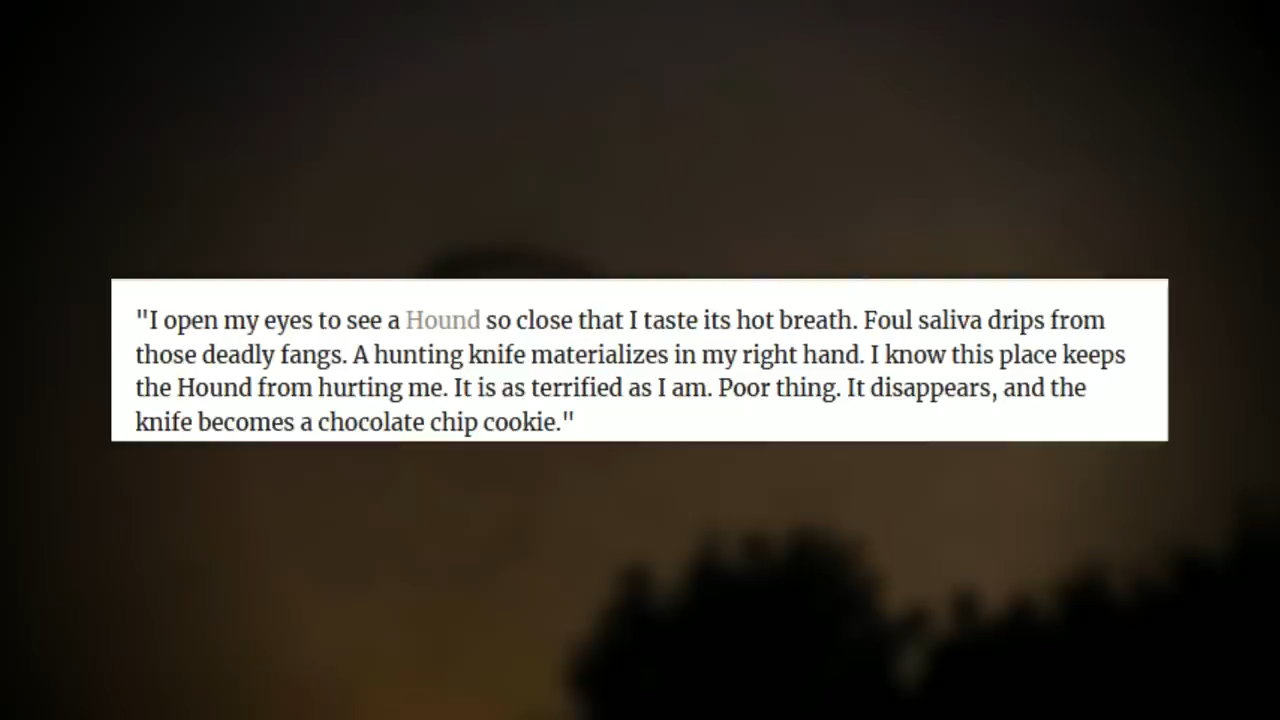 "I open my eyes to see a Hound so close that I taste its hot breath. Foul saliva drips from
those deadly fangs. A hunting knife materializes in my right hand. I know this place keeps
the Hound from hurting me. It is as terrified as I am. Poor thing. It disappears, and the
knife becomes a chocolate chip cookie."